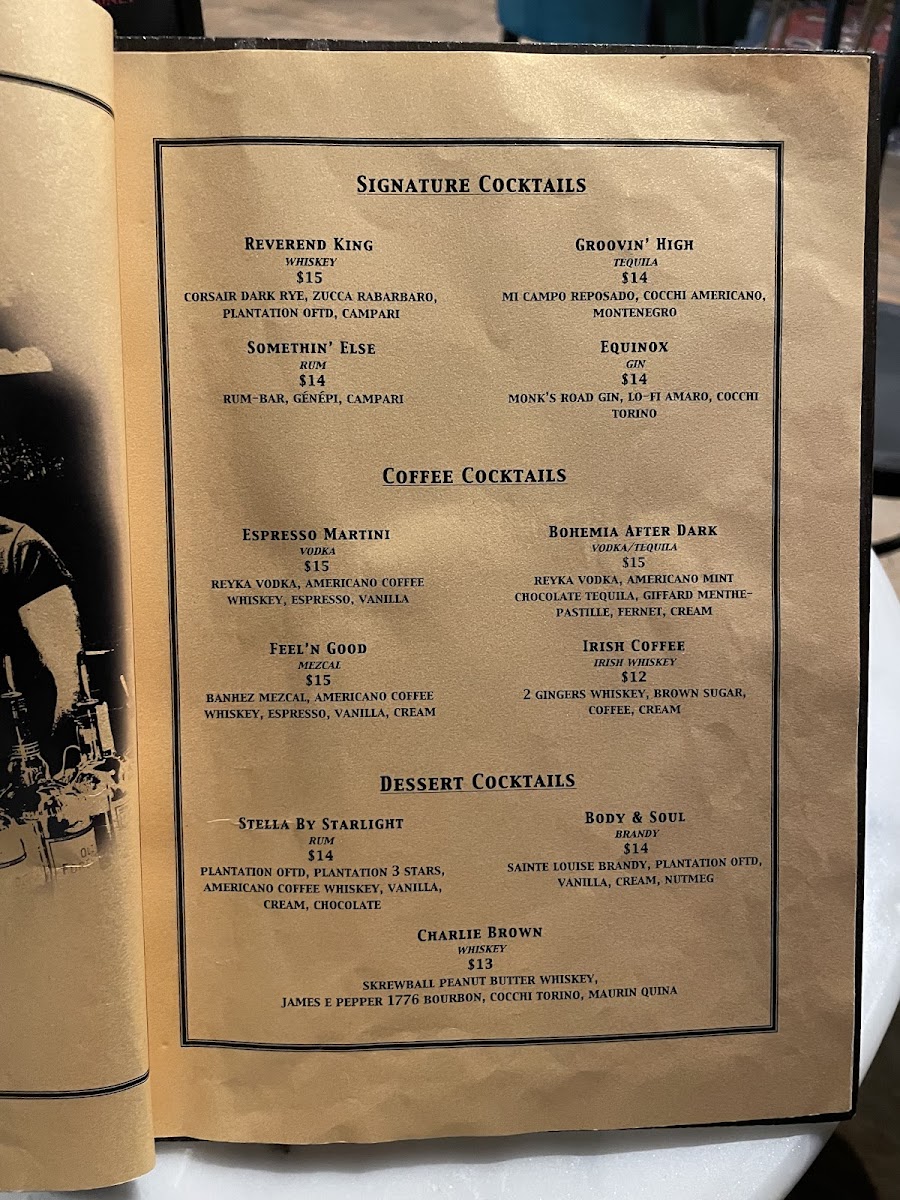 Signature Cocktails
Reverend King
WHISKEY
$15
CORSAIR DARK RYE, ZUCCA RABARBARO,
PLANTATION OFTD, CAMPARI
Groovin' High
TEQUILA
$14
MI CAMPO REPOSADO, COCCHI AMERICANO,
MONTENEGRO
Somethin' Else
RUM
$14
RUM-BAR, GÉNÉPI, CAMPARI
Equinox
GIN
$14
MONK'S ROAD GIN, LO-FI AMARO, COCCHI
TORINO
Coffee Cocktails
Espresso Martini
VODKA
$15
REYKA VODKA, AMERICANO COFFEE
WHISKEY, ESPRESSO, VANILLA
Bohemia After Dark
VODKA/TEQUILA
$15
REYKA VODKA, AMERICANO MINT
CHOCOLATE TEQUILA, GIFFARD MENTHE-
PASTILLE, FERNET, CREAM
Feel'n Good
MEZCAL
$15
BANHEZ MEZCAL, AMERICANO COFFEE
WHISKEY, ESPRESSO, VANILLA, CREAM
Irish Coffee
IRISH WHISKEY
$12
2 GINGERS WHISKEY, BROWN SUGAR,
COFFEE, CREAM
Dessert Cocktails
Stella By Starlight
RUM
$14
PLANTATION OFTD, PLANTATION 3 STARS,
AMERICANO COFFEE WHISKEY, VANILLA,
CREAM, CHOCOLATE
Body & Soul
BRANDY
$14
SAINTE LOUISE BRANDY, PLANTATION OFTD,
VANILLA, CREAM, NUTMEG
Charlie Brown
WHISKEY
$13
SKREWBALL PEANUT BUTTER WHISKEY,
JAMES E PEPPER 1776 BOURBON, COCCHI TORINO, MAURIN QUINA